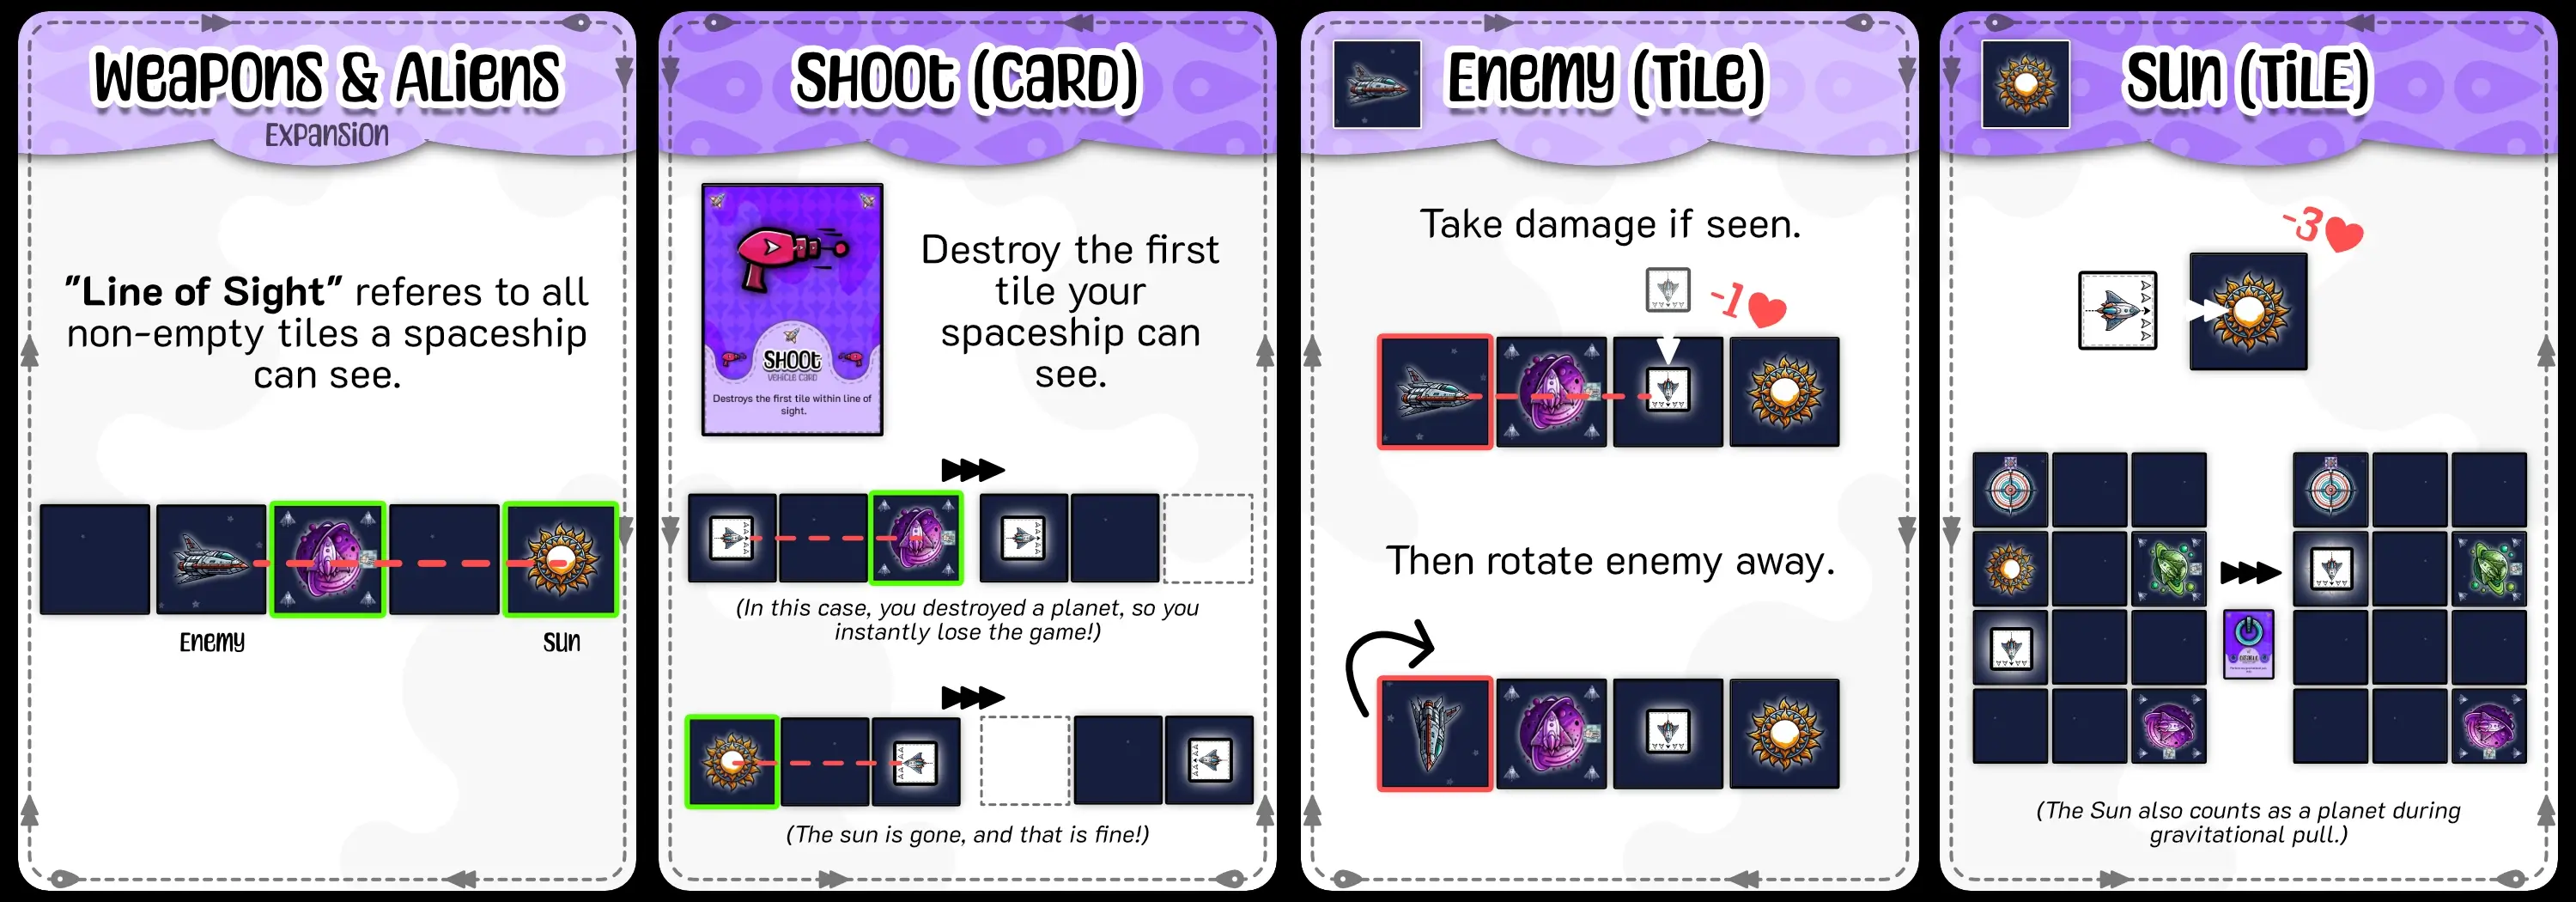 Weapons & Aliens
Expansion
"Line of Sight" referes to all
non-empty tiles a spaceship
can see.
Enemy
Sun
Shoot (Card)
Destroy the first
tile your
spaceship can
see.
Shoot
Vehicle Card
Destroys the first tile within line of
sight.
(In this case, you destroyed a planet, so you
instantly lose the game!)
(The sun is gone, and that is fine!)
Enemy (Tile)
Take damage if seen.
-1
Then rotate enemy away.
Sun (Tile)
-3
(The Sun also counts as a planet during
gravitational pull.)